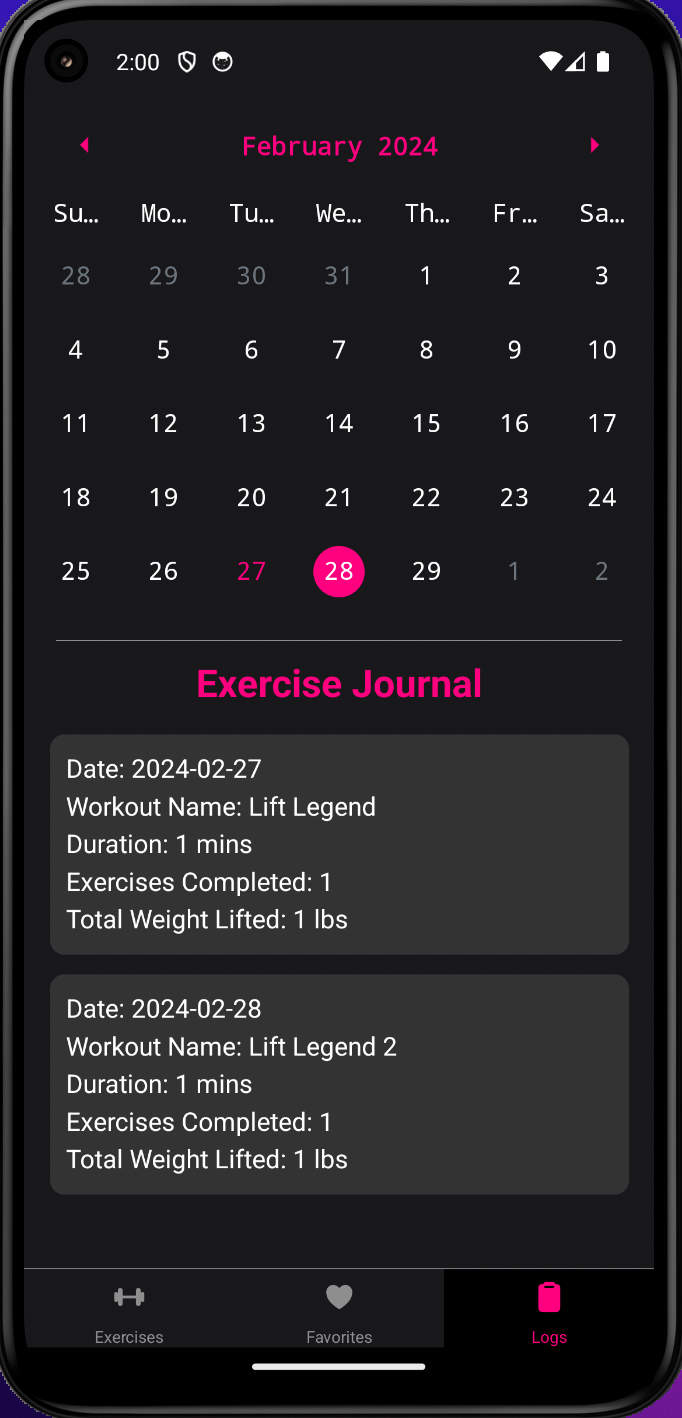 2:00
February 2024
Su… Mo… Tu… We… Th… Fr… Sa…
28 29 30 31 1 2 3
4 5 6 7 8 9 10
11 12 13 14 15 16 17
18 19 20 21 22 23 24
25 26 27 28 29 1 2
Exercise Journal
Date: 2024-02-27
Workout Name: Lift Legend
Duration: 1 mins
Exercises Completed: 1
Total Weight Lifted: 1 lbs
Date: 2024-02-28
Workout Name: Lift Legend 2
Duration: 1 mins
Exercises Completed: 1
Total Weight Lifted: 1 lbs
Exercises Favorites Logs